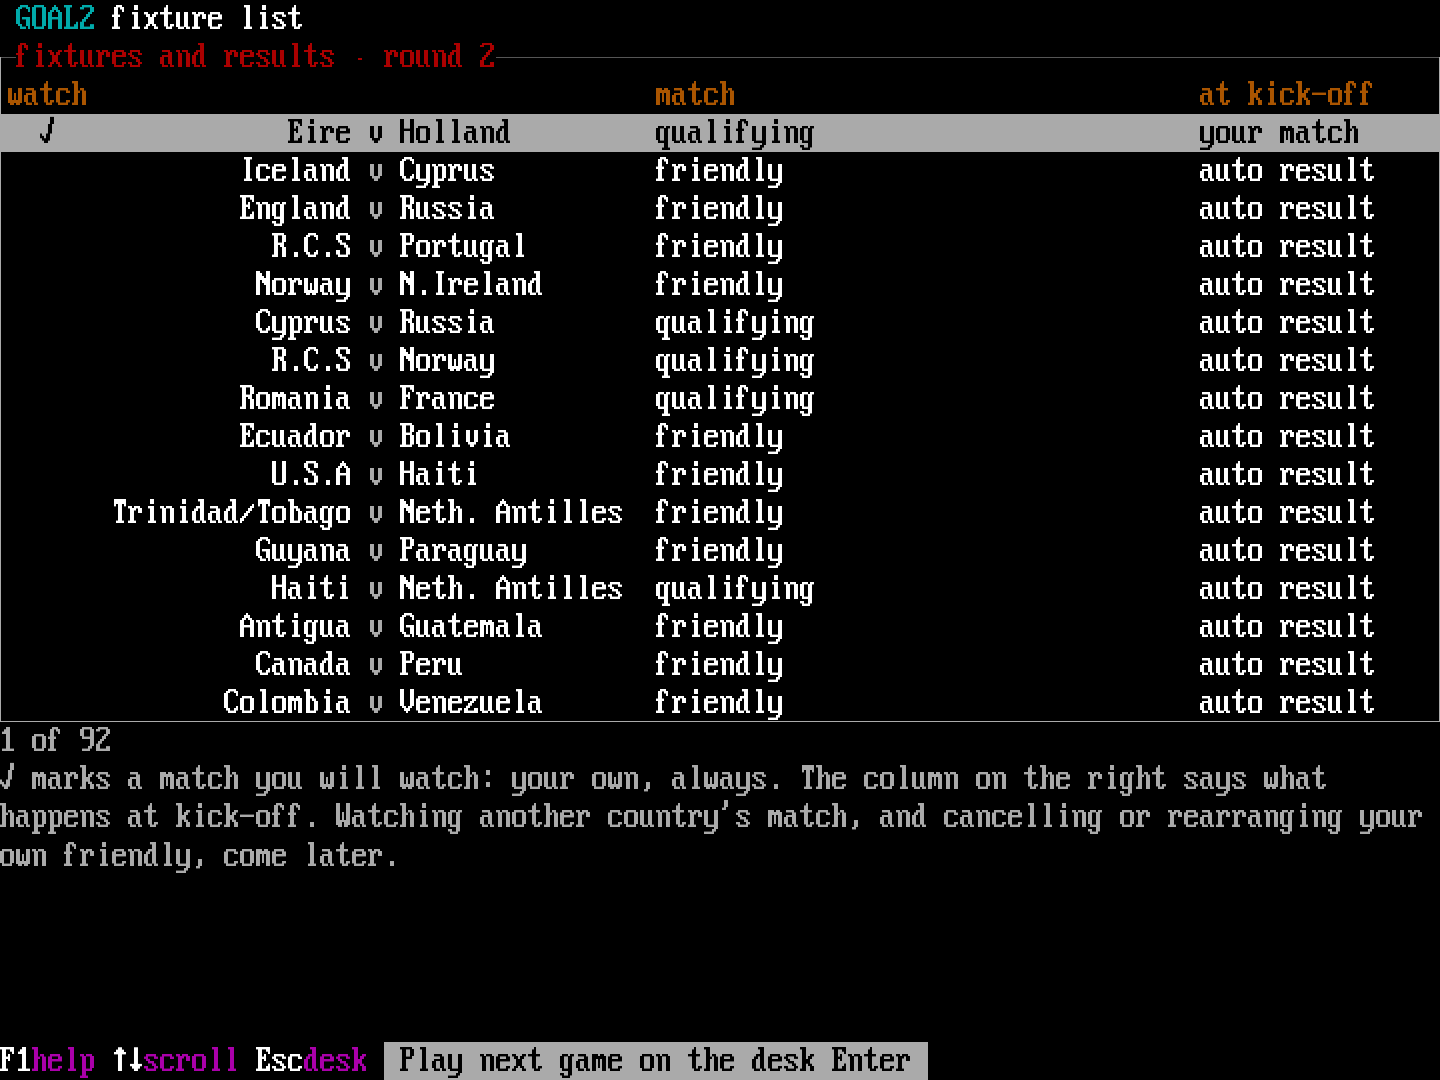 GOAL2 fixture list
fixtures and results · round 2
watch match at kick-off
√ Eire v Holland qualifying your match
Iceland v Cyprus friendly auto result
England v Russia friendly auto result
R.C.S v Portugal friendly auto result
Norway v N.Ireland friendly auto result
Cyprus v Russia qualifying auto result
R.C.S v Norway qualifying auto result
Romania v France qualifying auto result
Ecuador v Bolivia friendly auto result
U.S.A v Haiti friendly auto result
Trinidad/Tobago v Neth. Antilles friendly auto result
Guyana v Paraguay friendly auto result
Haiti v Neth. Antilles qualifying auto result
Antigua v Guatemala friendly auto result
Canada v Peru friendly auto result
Colombia v Venezuela friendly auto result
1 of 92
√ marks a match you will watch: your own, always. The column on the right says what
happens at kick-off. Watching another country's match, and cancelling or rearranging your
own friendly, come later.
F1help ↑↓scroll Escdesk Play next game on the desk Enter